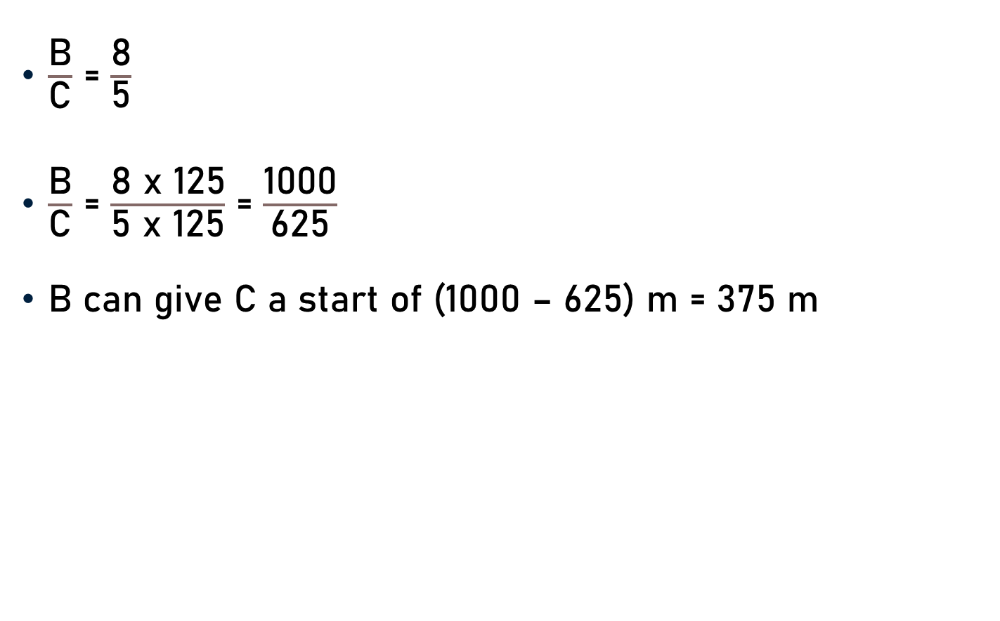 • B/C = 8/5
• B/C = 8 x 125/5 x 125 = 1000/625
• B can give C a start of (1000 – 625) m = 375 m